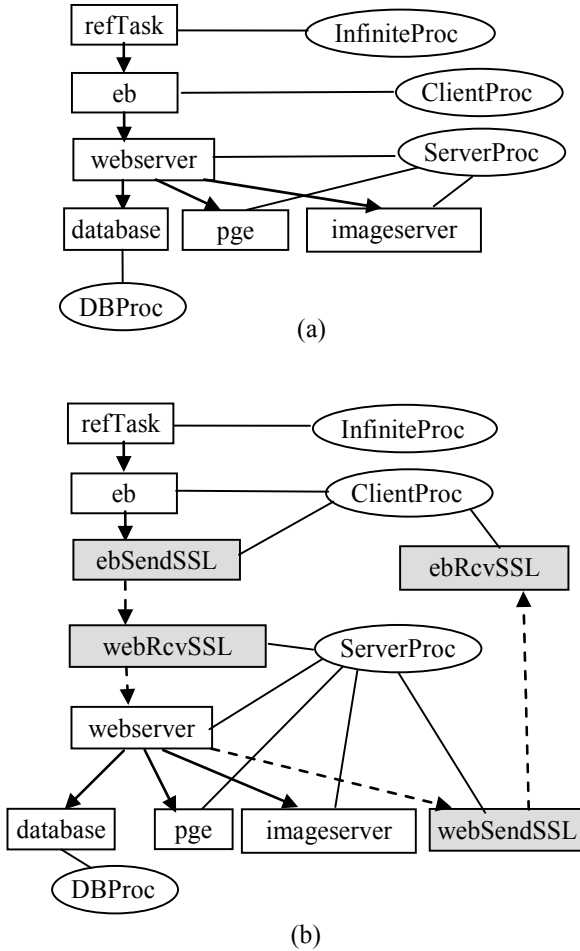 refTask
InfiniteProc
eb
ClientProc
webserver
ServerProc
database
pge
imageserver
DBProc
(a)
refTask
InfiniteProc
eb
ClientProc
ebSendSSL
ebRcvSSL
webRcvSSL
ServerProc
webserver
database
pge
imageserver
webSendSSL
DBProc
(b)